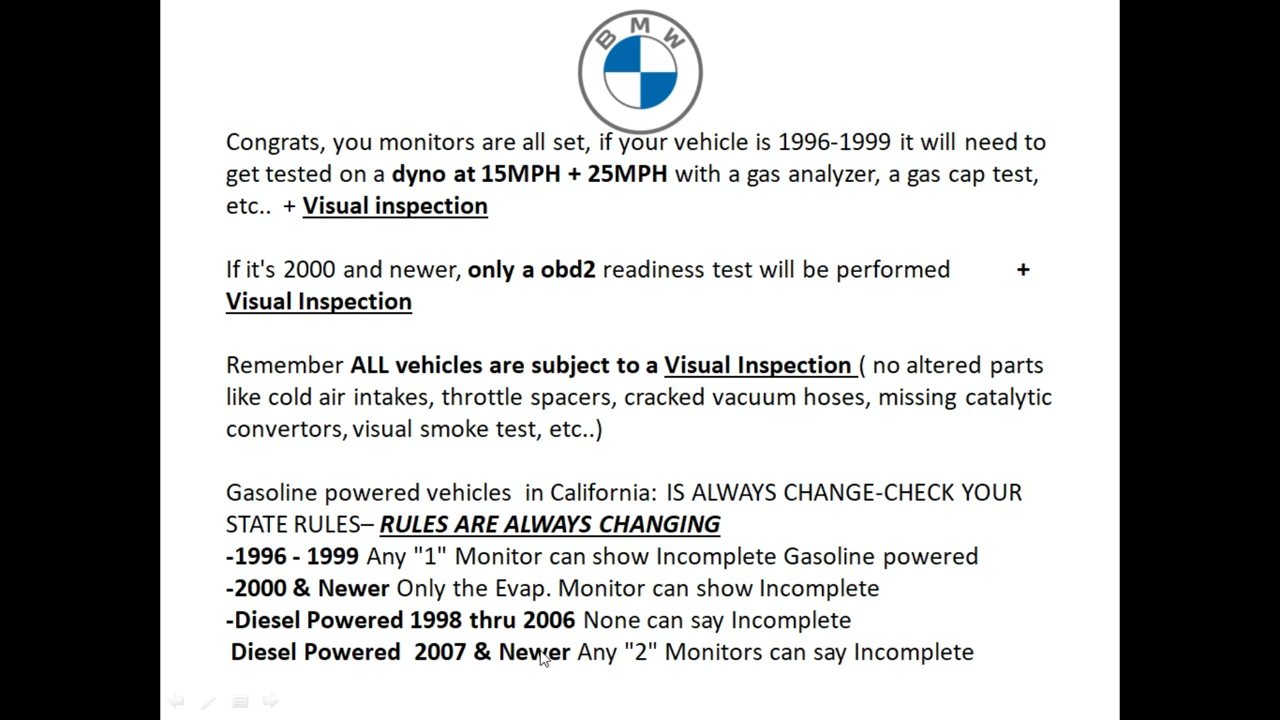 BMW
Congrats, you monitors are all set, if your vehicle is 1996-1999 it will need to
get tested on a dyno at 15MPH + 25MPH with a gas analyzer, a gas cap test,
etc.. + Visual inspection
If it's 2000 and newer, only a obd2 readiness test will be performed +
Visual Inspection
Remember ALL vehicles are subject to a Visual Inspection ( no altered parts
like cold air intakes, throttle spacers, cracked vacuum hoses, missing catalytic
convertors, visual smoke test, etc..)
Gasoline powered vehicles in California: IS ALWAYS CHANGE-CHECK YOUR
STATE RULES– RULES ARE ALWAYS CHANGING
-1996 - 1999 Any "1" Monitor can show Incomplete Gasoline powered
-2000 & Newer Only the Evap. Monitor can show Incomplete
-Diesel Powered 1998 thru 2006 None can say Incomplete
Diesel Powered 2007 & Newer Any "2" Monitors can say Incomplete